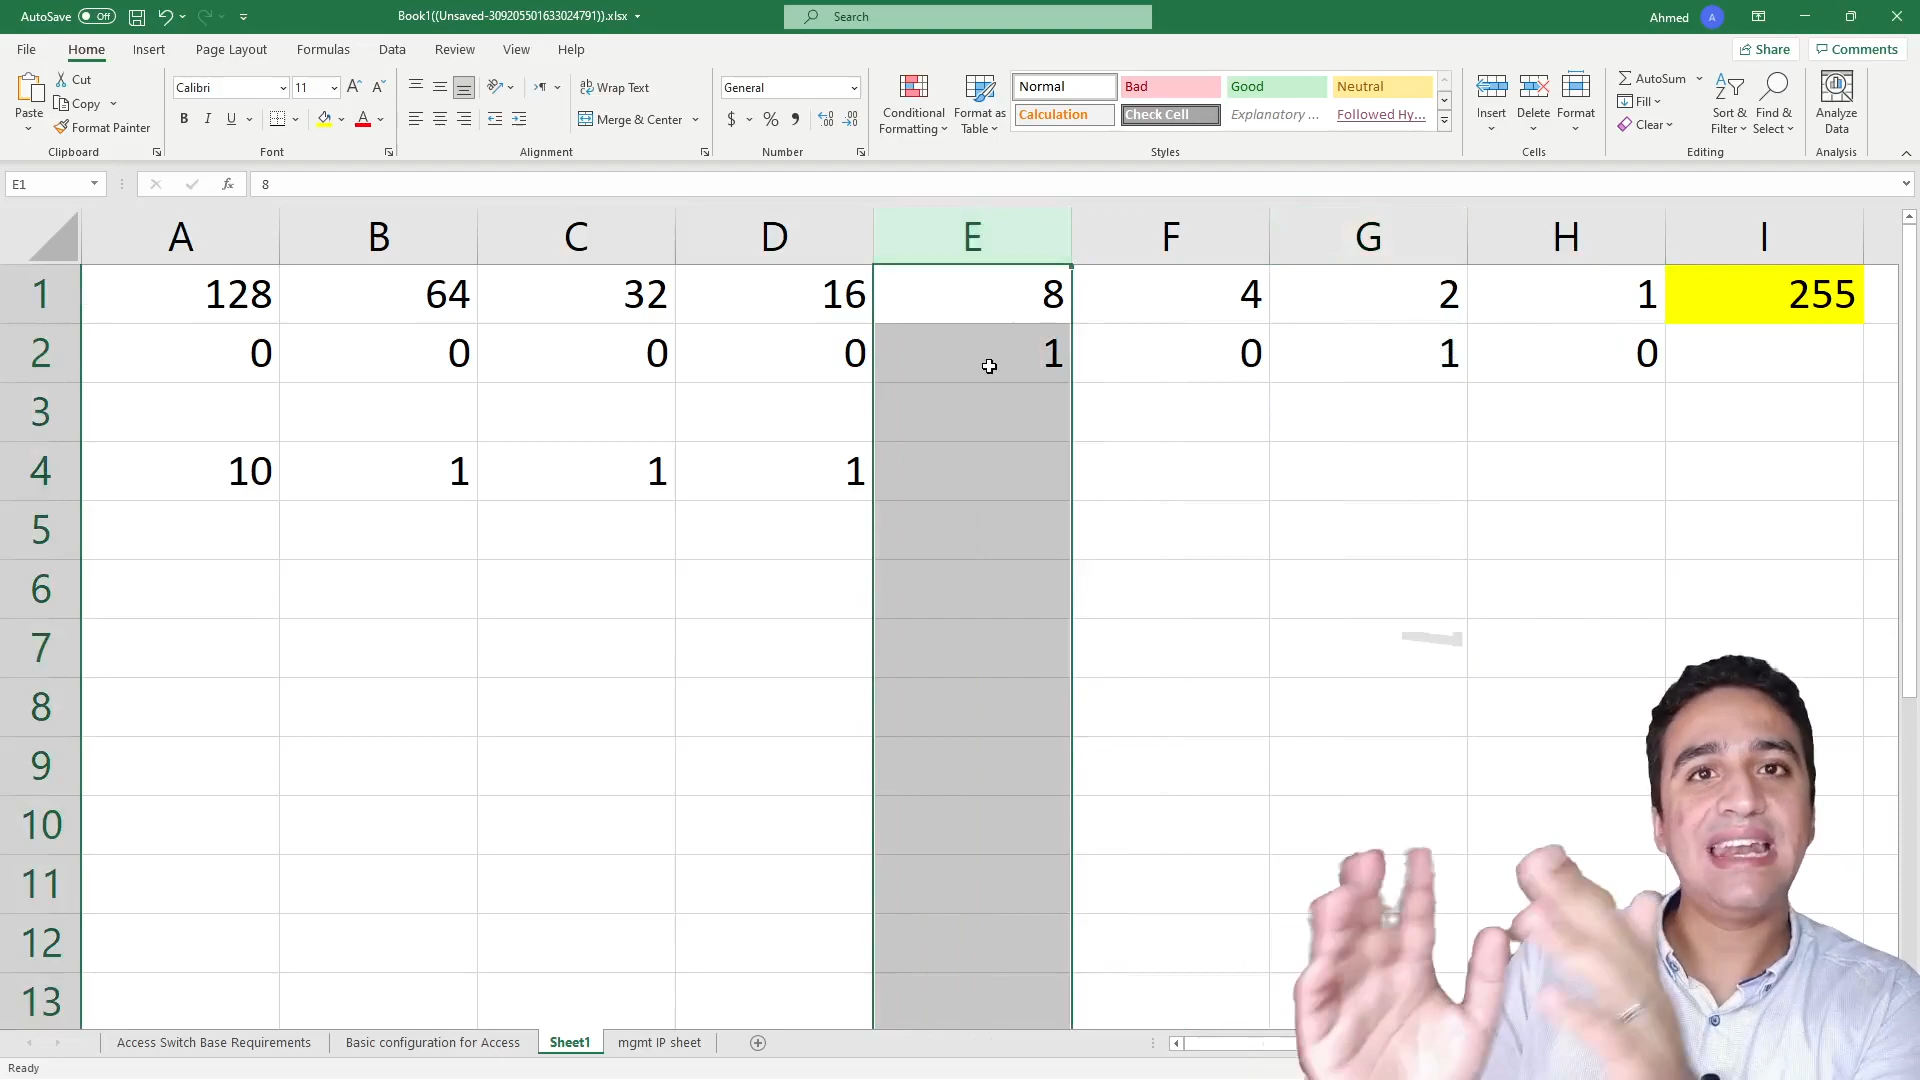 AutoSave Off Book1((Unsaved-309205501633024791)).xlsx Search Ahmed A
File Home Insert Page Layout Formulas Data Review View Help Share Comments
Paste Cut Copy Format Painter
Clipboard
Calibri 11 A A
B I U A
Font
Wrap Text
Merge & Center
Alignment
General
$ % 9
Number
Conditional Formatting Format as Table
Normal Bad Good Neutral
Calculation Check Cell Explanatory ... Followed Hy...
Styles
Insert Delete Format
Cells
AutoSum
Fill
Clear
Sort & Filter Find & Select
Editing
Analyze Data
Analysis
E1 fx 8
A B C D E F G H I
1 128 64 32 16 8 4 2 1 255
2 0 0 0 0 1 0 1 0
3
4 10 1 1 1
5
6
7
8
9
10
11
12
13
Access Switch Base Requirements Basic configuration for Access Sheet1 mgmt IP sheet
Ready